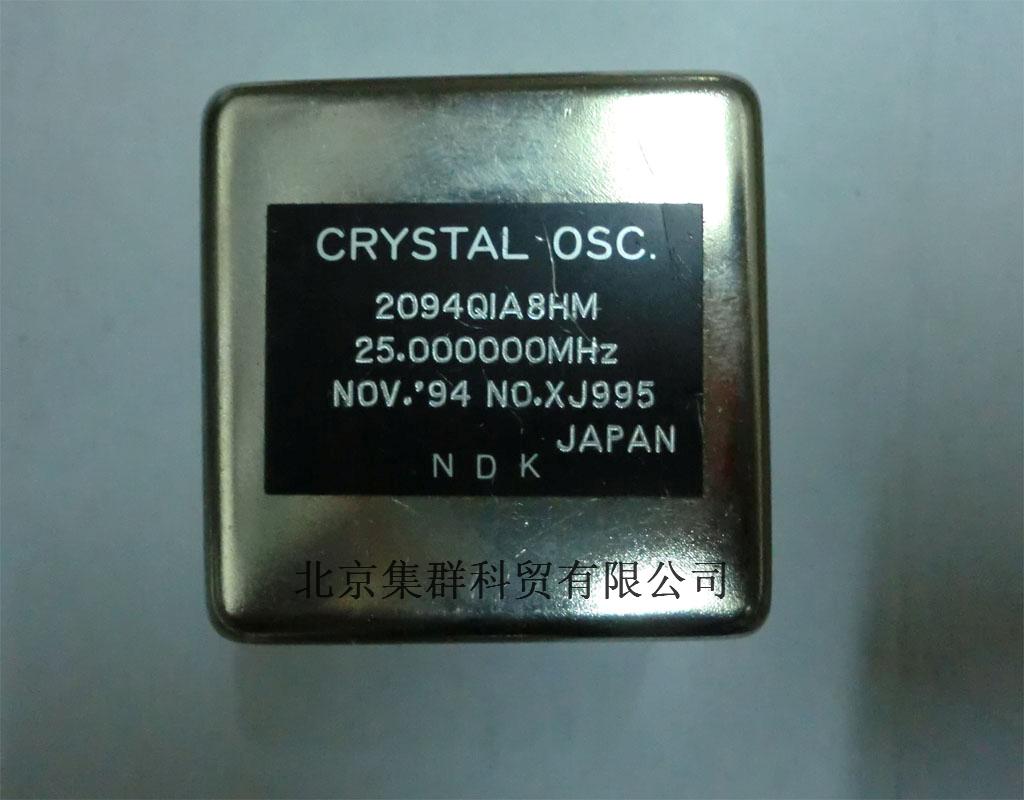 CRYSTAL OSC.
2094QIA8HM
25.000000MHz
NOV.'94 NO.XJ995
JAPAN
N D K
北京集群科贸有限公司